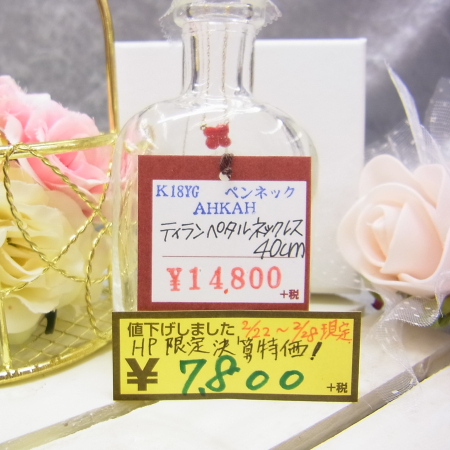 K18YG ペンネック
AHKAH
ティランペタルネックレス
40cm
¥14,800
+税
値下げしました 2/22～2/28限定
HP限定決算特価!
¥7,800
+税